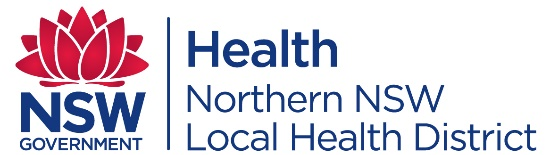 NSW
GOVERNMENT
Health
Northern NSW
Local Health District